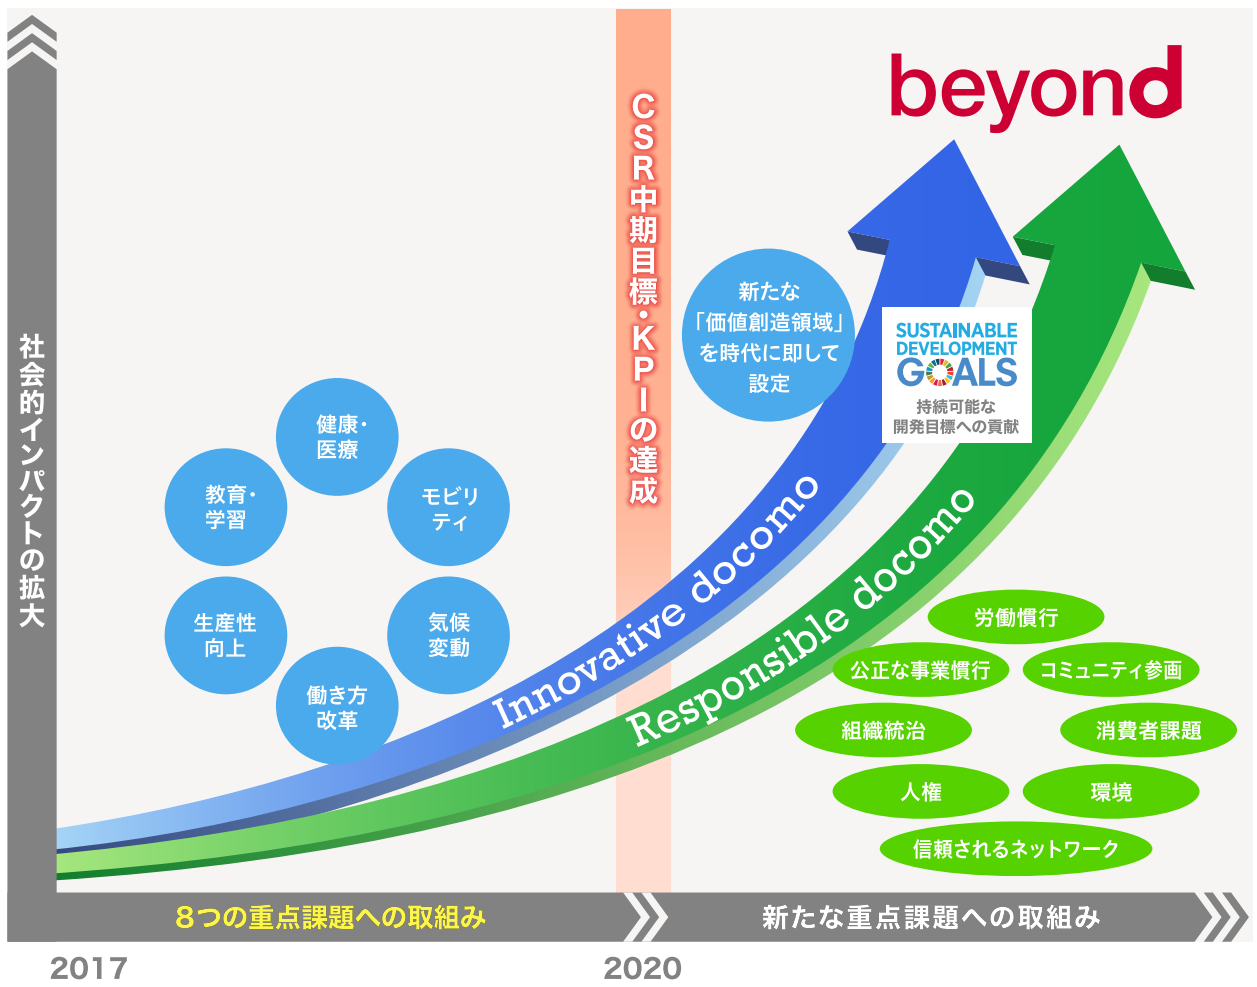 beyond
CSR中期目標・KPIの達成
社会的インパクトの拡大
新たな
「価値創造領域」
を時代に即して
設定
SUSTAINABLE
DEVELOPMENT
GOALS
持続可能な
開発目標への貢献
健康・
医療
教育・
学習
モビリ
ティ
生産性
向上
気候
変動
働き方
改革
Innovative docomo
Responsible docomo
労働慣行
公正な事業慣行
コミュニティ参画
組織統治
消費者課題
人権
環境
信頼されるネットワーク
8つの重点課題への取組み
新たな重点課題への取組み
2017
2020